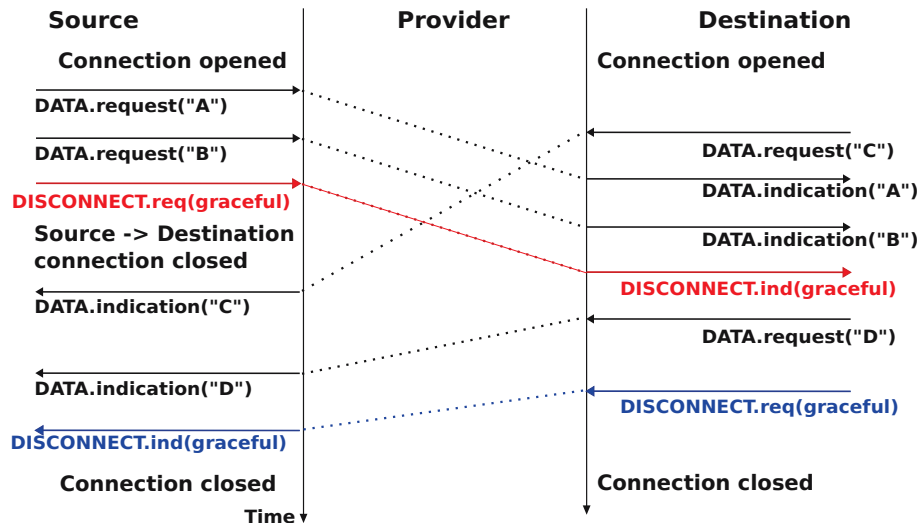 Source Provider Destination
Connection opened Connection opened
DATA.request("A")
DATA.request("B")
DATA.request("C")
DISCONNECT.req(graceful)
DATA.indication("A")
Source -> Destination
connection closed
DATA.indication("B")
DISCONNECT.ind(graceful)
DATA.indication("C")
DATA.request("D")
DATA.indication("D")
DISCONNECT.req(graceful)
DISCONNECT.ind(graceful)
Connection closed Connection closed
Time